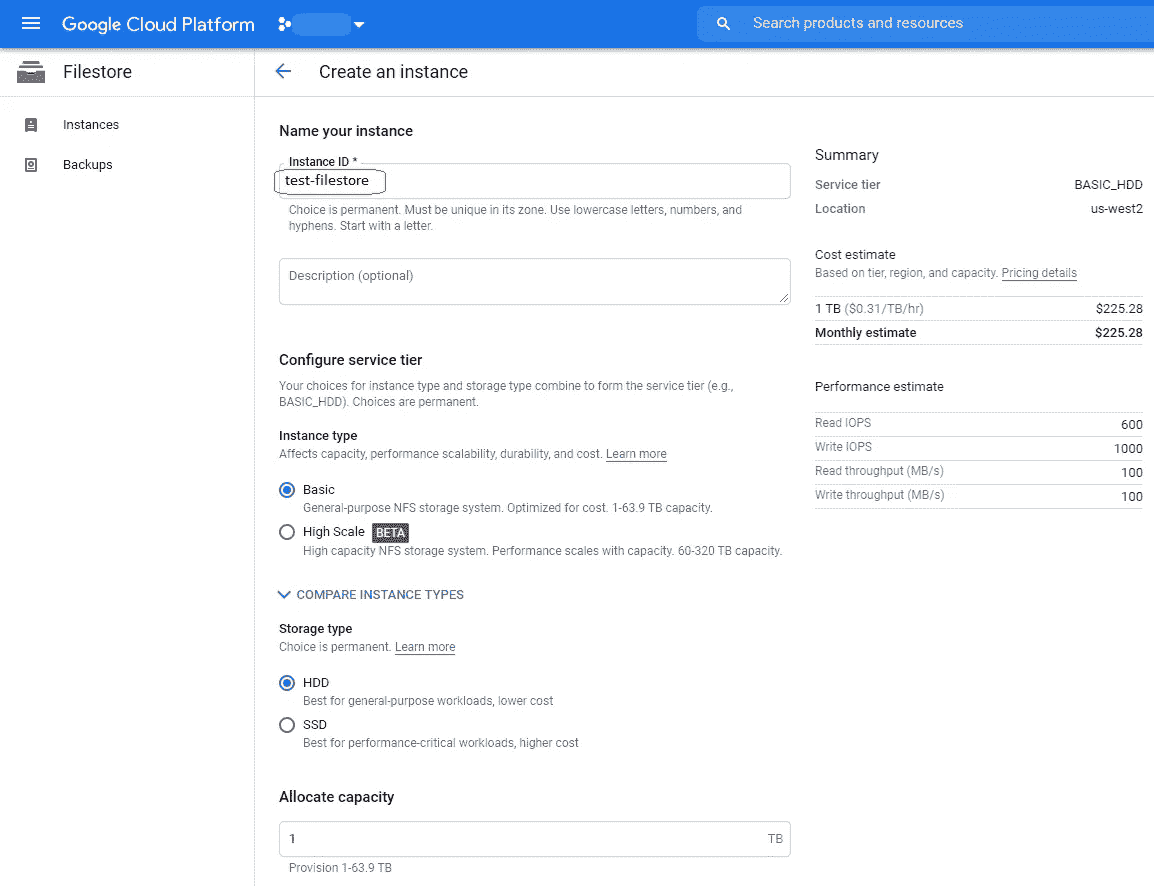 Google Cloud Platform
Search products and resources
Filestore
Create an instance
Instances
Backups
Name your instance
Instance ID *
test-filestore
Choice is permanent. Must be unique in its zone. Use lowercase letters, numbers, and
hyphens. Start with a letter.
Description (optional)
Configure service tier
Your choices for instance type and storage type combine to form the service tier (e.g.,
BASIC_HDD). Choices are permanent.
Instance type
Affects capacity, performance scalability, durability, and cost. Learn more
Basic
General-purpose NFS storage system. Optimized for cost. 1-63.9 TB capacity.
High Scale BETA
High capacity NFS storage system. Performance scales with capacity. 60-320 TB capacity.
COMPARE INSTANCE TYPES
Storage type
Choice is permanent. Learn more
HDD
Best for general-purpose workloads, lower cost
SSD
Best for performance-critical workloads, higher cost
Allocate capacity
1 TB
Provision 1-63.9 TB
Summary
Service tier BASIC_HDD
Location us-west2
Cost estimate
Based on tier, region, and capacity. Pricing details
1 TB ($0.31/TB/hr) $225.28
Monthly estimate $225.28
Performance estimate
Read IOPS 600
Write IOPS 1000
Read throughput (MB/s) 100
Write throughput (MB/s) 100